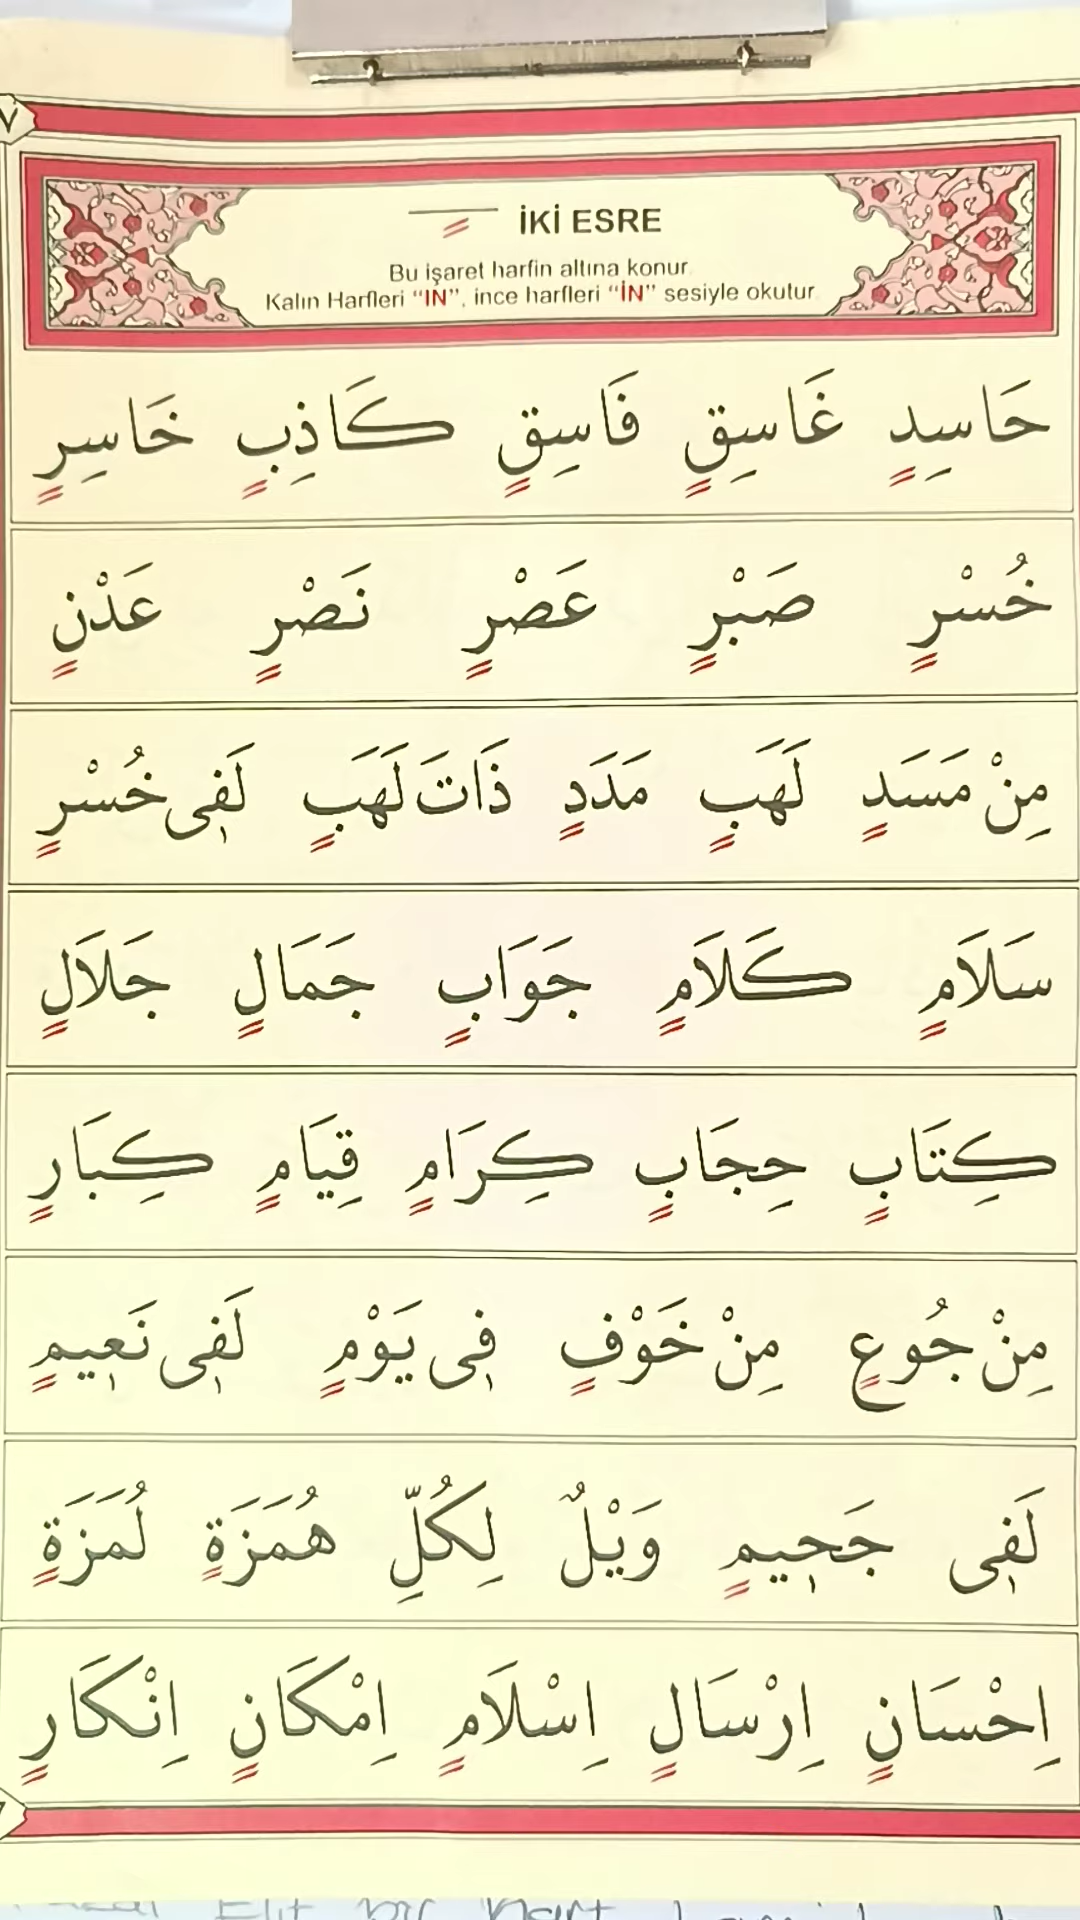 ٧
İKİ ESRE
Bu işaret harfin altına konur.
Kalın Harfleri “IN”, ince harfleri “İN” sesiyle okutur.
حَاسِدٍ غَاسِقٍ فَاسِقٍ كَاذِبٍ خَاسِرٍ
خُسْرٍ صَبْرٍ عَصْرٍ نَصْرٍ عَدْنٍ
مِنْ مَسَدٍ لَهَبٍ مَدَدٍ ذَاتَ لَهَبٍ لَفٖى خُسْرٍ
سَلَامٍ كَلَامٍ جَوَابٍ جَمَالٍ جَلَالٍ
كِتَابٍ حِجَابٍ كِرَامٍ قِيَامٍ كِبَارٍ
مِنْ جُوعٍ مِنْ خَوْفٍ فٖى يَوْمٍ لَفٖى نَعٖيمٍ
لَفٖى جَحٖيمٍ وَيْلٌ لِكُلِّ هُمَزَةٍ لُمَزَةٍ
اِحْسَانٍ اِرْسَالٍ اِسْلَامٍ اِمْكَانٍ اِنْكَارٍ